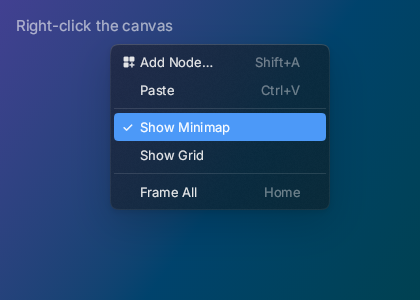 Right-click the canvas
Add Node... Shift+A
Paste Ctrl+V
Show Minimap
Show Grid
Frame All Home